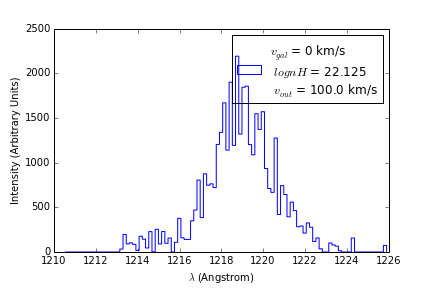 2500
2000
1500
1000
500
0
Intensity (Arbitrary Units)
v_gal = 0 km/s
lognH = 22.125
v_out = 100.0 km/s
1210 1212 1214 1216 1218 1220 1222 1224 1226
λ (Angstrom)